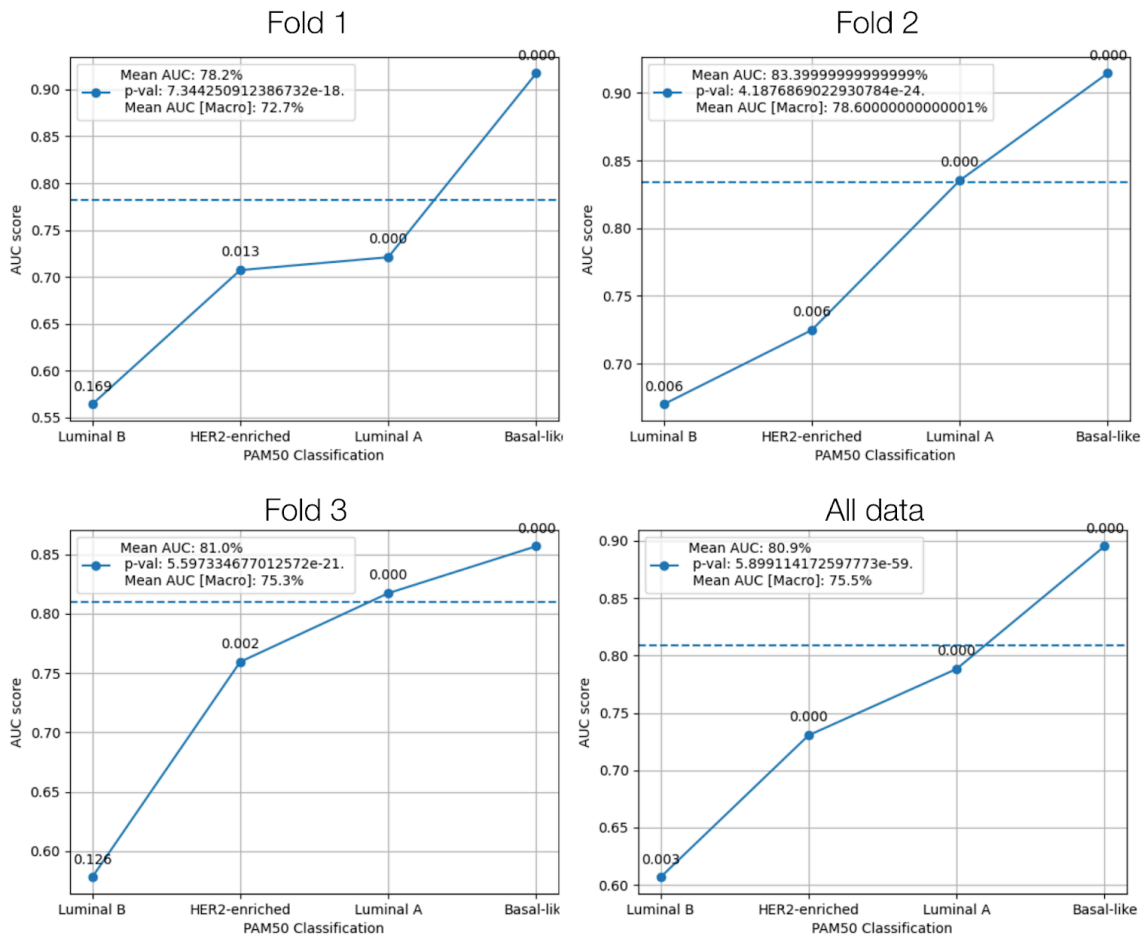 Fold 1
0.000
Mean AUC: 78.2%
p-val: 7.344250912386732e-18.
Mean AUC [Macro]: 72.7%
0.90
0.85
0.80
0.75
0.70
0.65
0.60
0.55
AUC score
0.169
0.013
0.000
Luminal B HER2-enriched Luminal A Basal-lik
PAM50 Classification
Fold 2
0.000
Mean AUC: 83.39999999999999%
p-val: 4.1876869022930784e-24.
Mean AUC [Macro]: 78.60000000000001%
0.90
0.85
0.80
0.75
0.70
AUC score
0.006
0.006
0.000
Luminal B HER2-enriched Luminal A Basal-like
PAM50 Classification
Fold 3
0.000
Mean AUC: 81.0%
p-val: 5.597334677012572e-21.
Mean AUC [Macro]: 75.3%
0.85
0.80
0.75
0.70
0.65
0.60
AUC score
0.126
0.002
0.000
Luminal B HER2-enriched Luminal A Basal-lik
PAM50 Classification
All data
0.000
Mean AUC: 80.9%
p-val: 5.899114172597773e-59.
Mean AUC [Macro]: 75.5%
0.90
0.85
0.80
0.75
0.70
0.65
0.60
AUC score
0.003
0.000
0.000
Luminal B HER2-enriched Luminal A Basal-like
PAM50 Classification